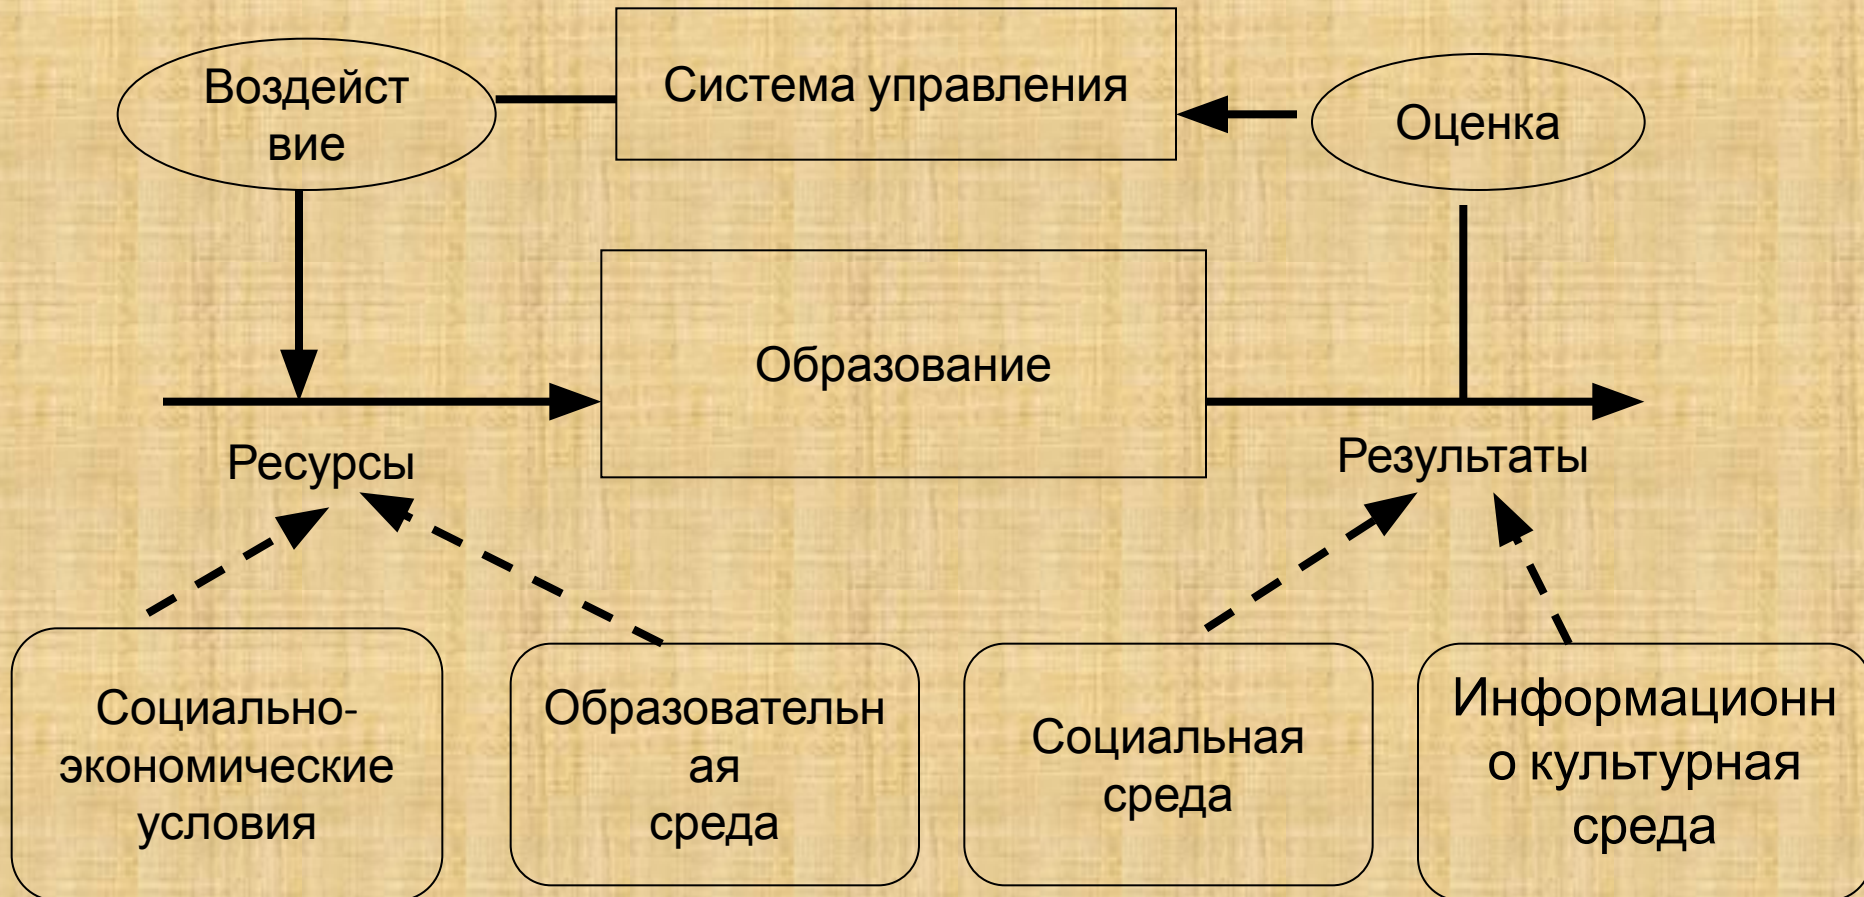 Воздейст
вие
Система управления
Оценка
Образование
Ресурсы
Результаты
Социально-
экономические
условия
Образовательн
ая
среда
Социальная
среда
Информационн
о культурная
среда